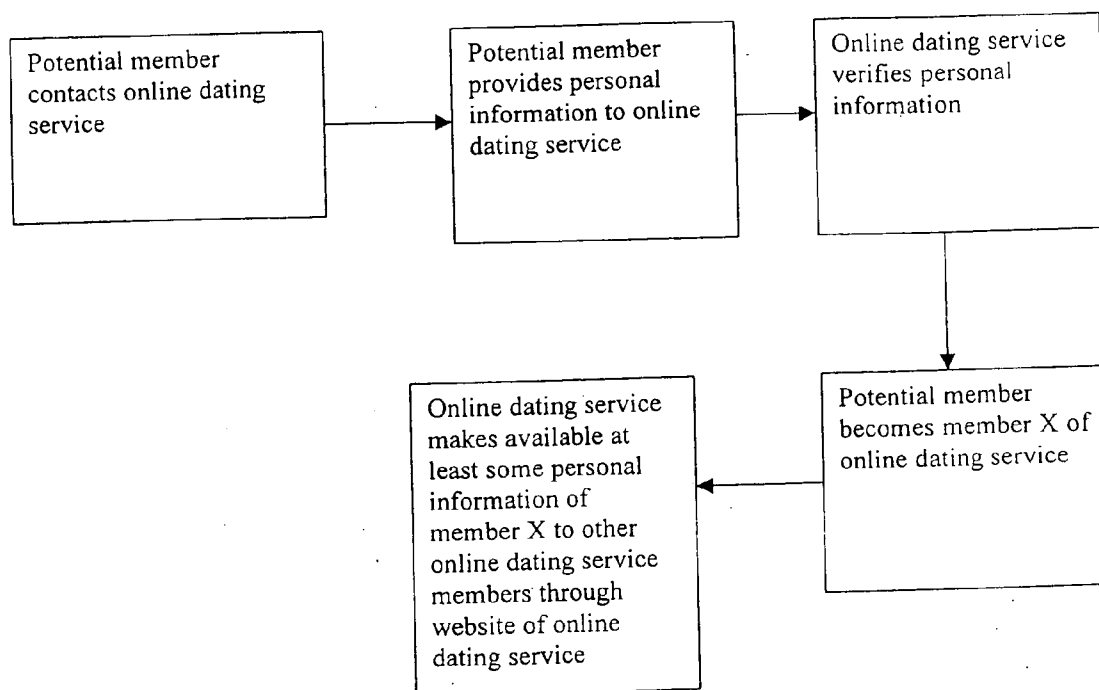 Potential member
contacts online dating
service
Potential member
provides personal
information to online
dating service
Online dating service
verifies personal
information
Potential member
becomes member X of
online dating service
Online dating service
makes available at
least some personal
information of
member X to other
online dating service
members through
website of online
dating service